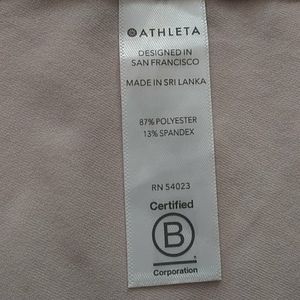 ATHLETA
DESIGNED IN
SAN FRANCISCO
MADE IN SRI LANKA
87% POLYESTER
13% SPANDEX
RN 54023
Certified
B
Corporation